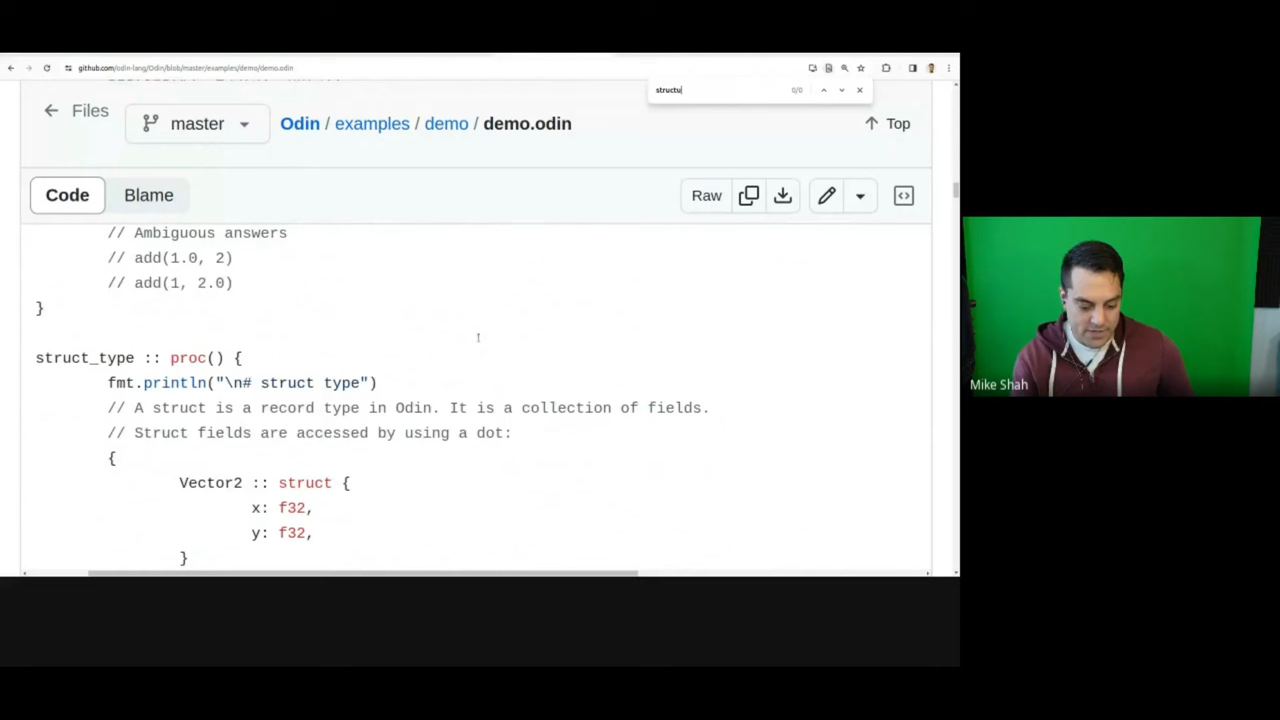 github.com/odin-lang/Odin/blob/master/examples/demo/demo.odin
structu 0/0
Files master Odin / examples / demo / demo.odin Top
Code Blame Raw
// Ambiguous answers
// add(1.0, 2)
// add(1, 2.0)
}
struct_type :: proc() {
fmt.println("\n# struct type")
// A struct is a record type in Odin. It is a collection of fields.
// Struct fields are accessed by using a dot:
{
Vector2 :: struct {
x: f32,
y: f32,
}
Mike Shah